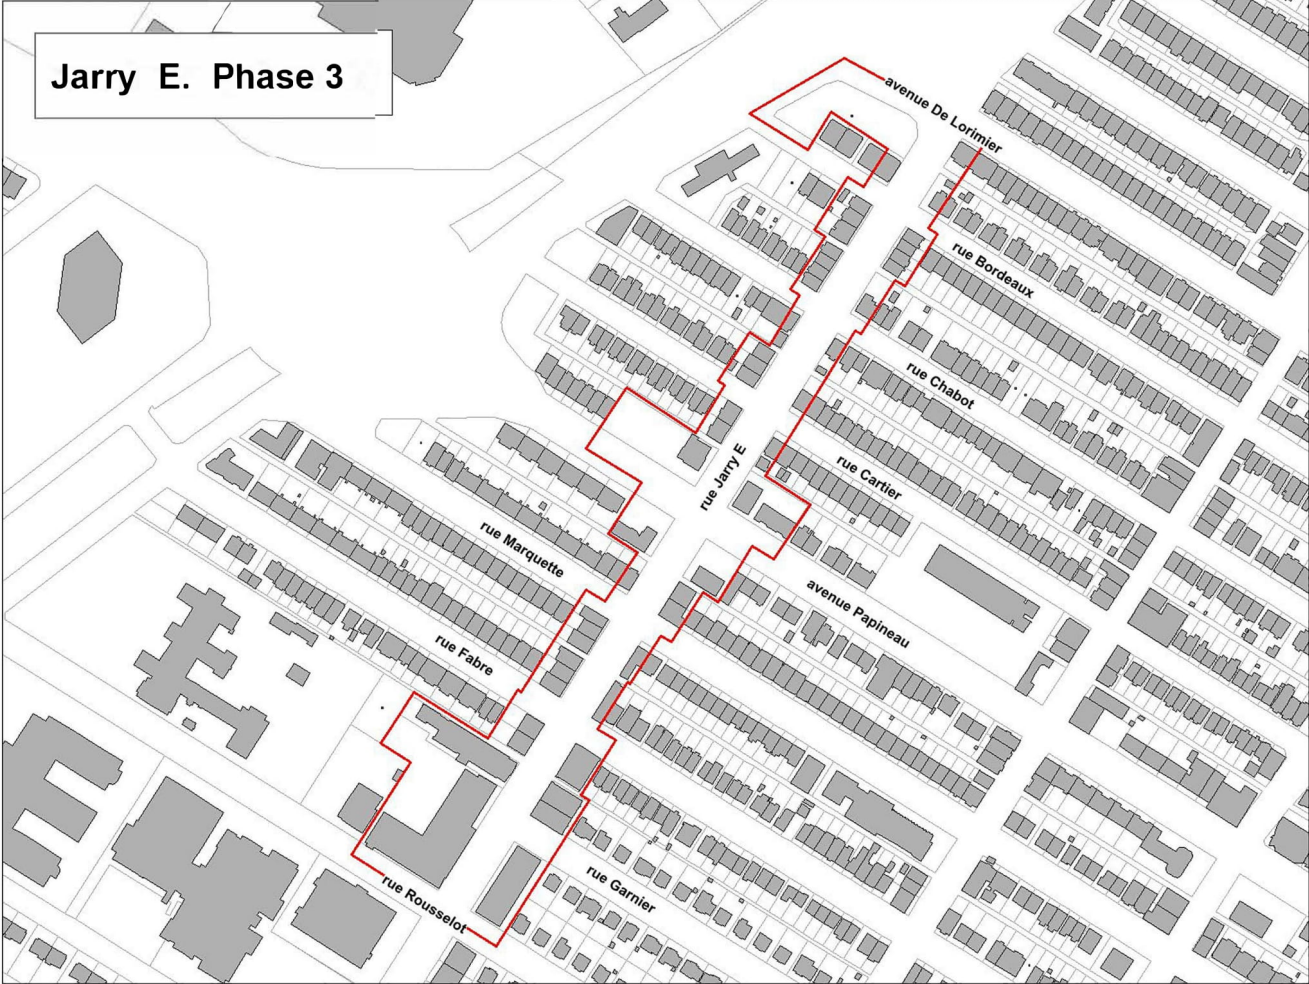 Jarry E. Phase 3
avenue De Lorimier
rue Bordeaux
rue Chabot
rue Jarry E
rue Cartier
rue Marquette
avenue Papineau
rue Fabre
rue Garnier
rue Rousselot